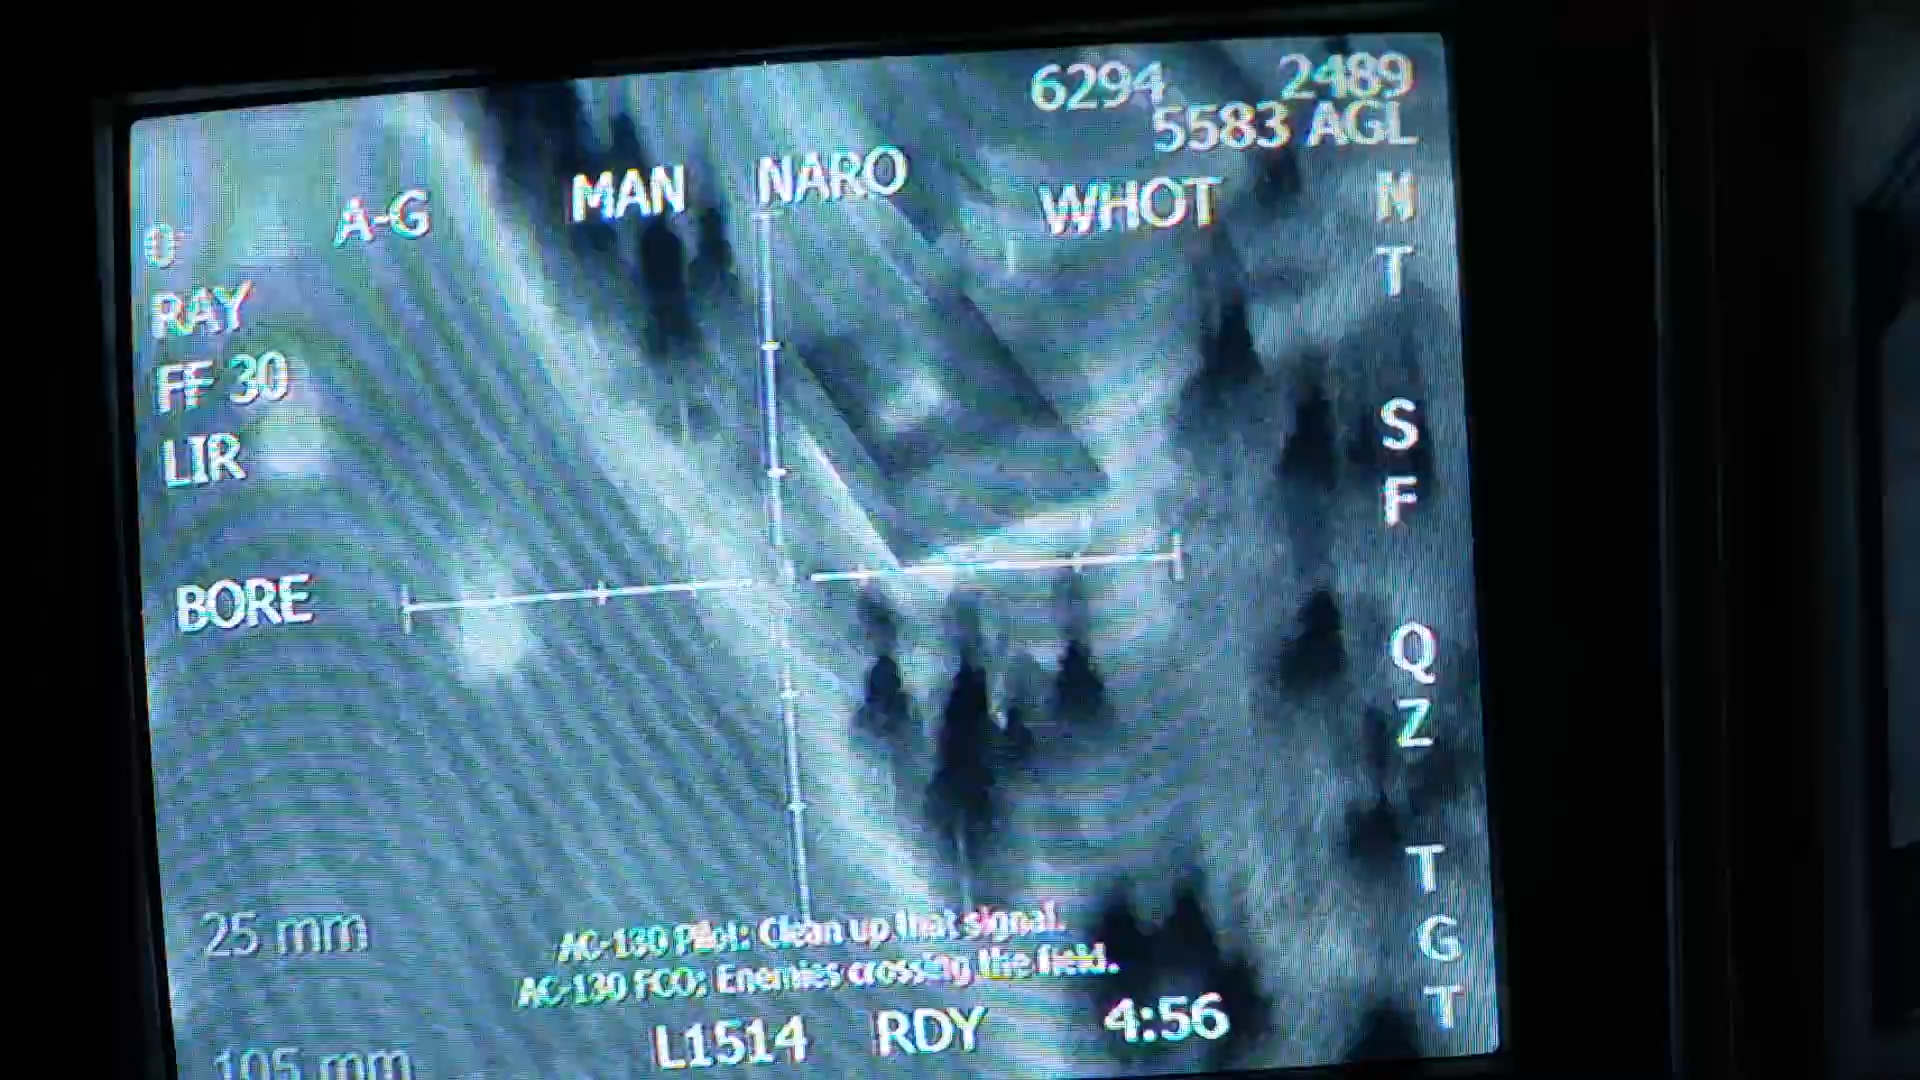 6294 2489
5583 AGL
0 A-G MAN NARO WHOT
RAY
FF 30
LIR
BORE
N
T
S
F
Q
Z
T
G
T
25 mm
AC-130 Pilot: Clean up that signal.
AC-130 FCO: Enemies crossing the field.
L1514 RDY 4:56
105 mm